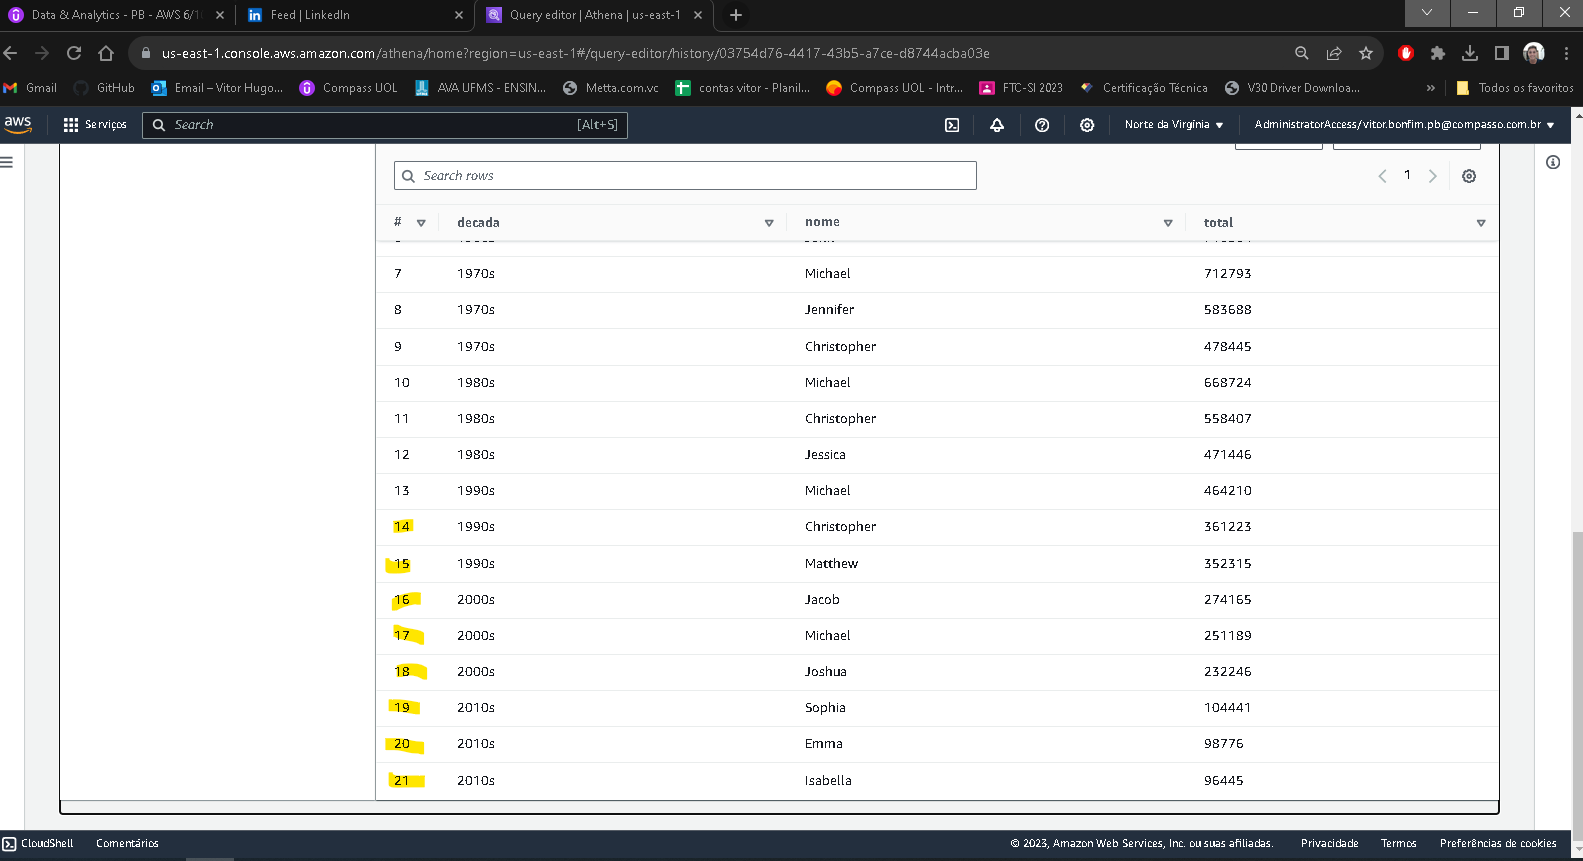 Data & Analytics - PB - AWS 6/1
Feed | LinkedIn
Query editor | Athena | us-east-1
us-east-1.console.aws.amazon.com/athena/home?region=us-east-1#/query-editor/history/03754d76-4417-43b5-a7ce-d8744acba03e
Gmail GitHub Email – Vitor Hugo... Compass UOL AVA UFMS - ENSIN... Metta.com.vc contas vitor - Planil... Compass UOL - Intr... FTC-SI 2023 Certificação Técnica V30 Driver Downloa... » Todos os favoritos
aws Serviços Search [Alt+S] Norte da Virgínia AdministratorAccess/vitor.bonfim.pb@compasso.com.br
Search rows 1
# decada nome total
7 1970s Michael 712793
8 1970s Jennifer 583688
9 1970s Christopher 478445
10 1980s Michael 668724
11 1980s Christopher 558407
12 1980s Jessica 471446
13 1990s Michael 464210
14 1990s Christopher 361223
15 1990s Matthew 352315
16 2000s Jacob 274165
17 2000s Michael 251189
18 2000s Joshua 232246
19 2010s Sophia 104441
20 2010s Emma 98776
21 2010s Isabella 96445
CloudShell Comentários © 2023, Amazon Web Services, Inc. ou suas afiliadas. Privacidade Termos Preferências de cookies